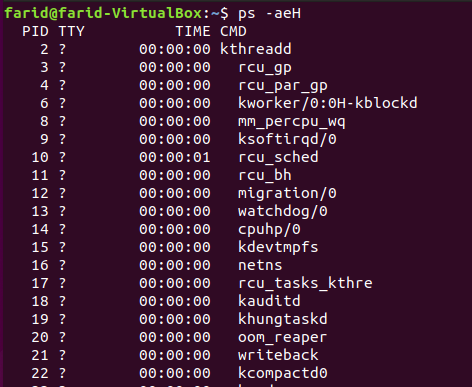 farid@farid-VirtualBox:~$ ps -aeH
PID TTY TIME CMD
2 ? 00:00:00 kthreadd
3 ? 00:00:00 rcu_gp
4 ? 00:00:00 rcu_par_gp
6 ? 00:00:00 kworker/0:0H-kblockd
8 ? 00:00:00 mm_percpu_wq
9 ? 00:00:00 ksoftirqd/0
10 ? 00:00:01 rcu_sched
11 ? 00:00:00 rcu_bh
12 ? 00:00:00 migration/0
13 ? 00:00:00 watchdog/0
14 ? 00:00:00 cpuhp/0
15 ? 00:00:00 kdevtmpfs
16 ? 00:00:00 netns
17 ? 00:00:00 rcu_tasks_kthre
18 ? 00:00:00 kauditd
19 ? 00:00:00 khungtaskd
20 ? 00:00:00 oom_reaper
21 ? 00:00:00 writeback
22 ? 00:00:00 kcompactd0